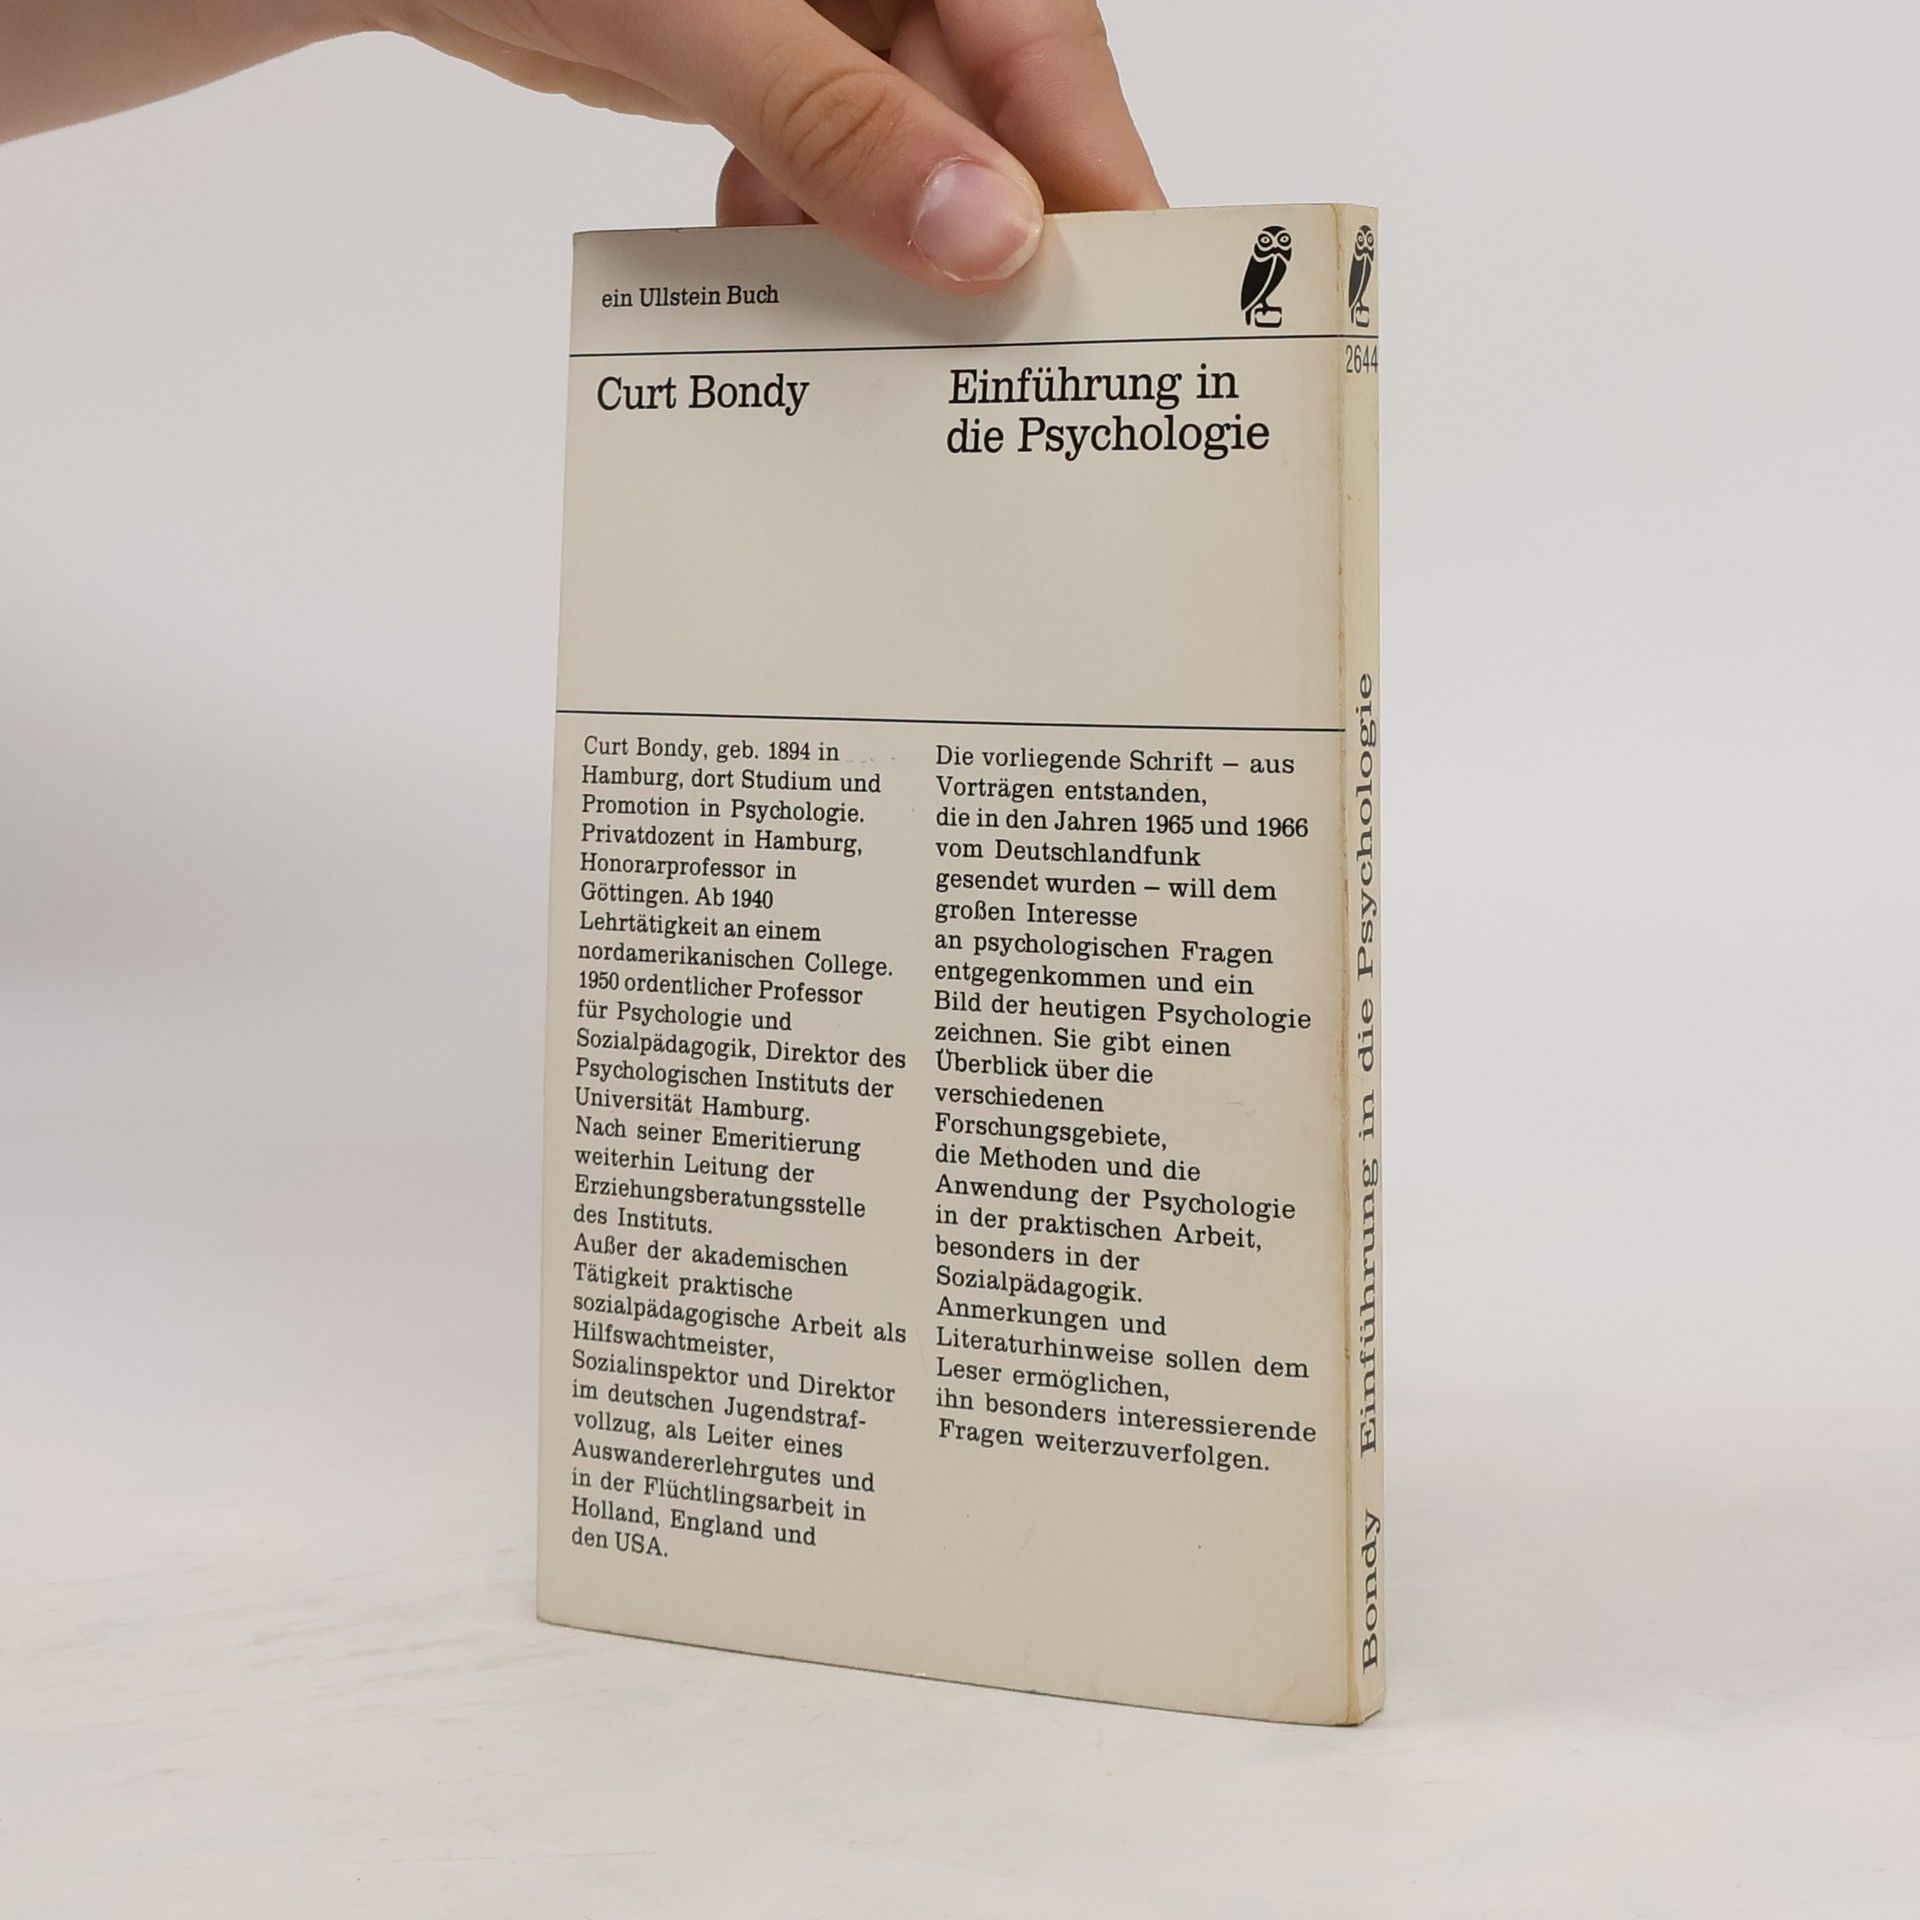 ein Ullstein Buch
Curt Bondy
Einführung in
die Psychologie
Curt Bondy, geb. 1894 in
Hamburg, dort Studium und
Promotion in Psychologie.
Privatdozent in Hamburg,
Honorarprofessor in
Göttingen. Ab 1940
Lehrtätigkeit an einem
nordamerikanischen College.
1950 ordentlicher Professor
für Psychologie und
Sozialpädagogik, Direktor des
Psychologischen Instituts der
Universität Hamburg.
Nach seiner Emeritierung
weiterhin Leitung der
Erziehungsberatungsstelle
des Instituts.
Außer der akademischen
Tätigkeit praktische
sozialpädagogische Arbeit als
Hilfswachtmeister,
Sozialinspektor und Direktor
im deutschen Jugendstraf-
vollzug, als Leiter eines
Auswandererlehrgutes und
in der Flüchtlingsarbeit in
Holland, England und
den USA.
Die vorliegende Schrift – aus
Vorträgen entstanden,
die in den Jahren 1965 und 1966
vom Deutschlandfunk
gesendet wurden – will dem
großen Interesse
an psychologischen Fragen
entgegenkommen und ein
Bild der heutigen Psychologie
zeichnen. Sie gibt einen
Überblick über die
verschiedenen
Forschungsgebiete,
die Methoden und die
Anwendung der Psychologie
in der praktischen Arbeit,
besonders in der
Sozialpädagogik.
Anmerkungen und
Literaturhinweise sollen dem
Leser ermöglichen,
ihn besonders interessierende
Fragen weiterzuverfolgen.
2644
Bondy Einführung in die Psychologie